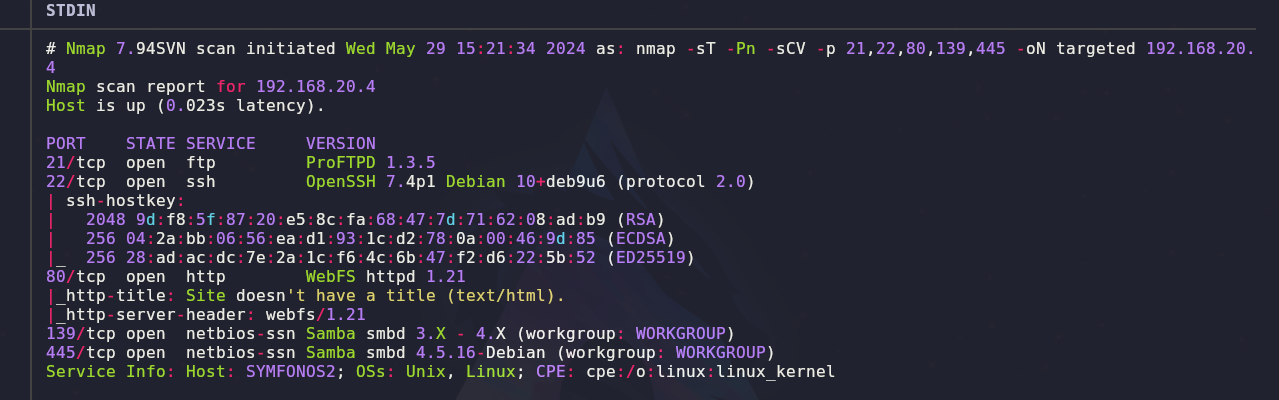 STDIN
# Nmap 7.94SVN scan initiated Wed May 29 15:21:34 2024 as: nmap -sT -Pn -sCV -p 21,22,80,139,445 -oN targeted 192.168.20.
4
Nmap scan report for 192.168.20.4
Host is up (0.023s latency).
PORT    STATE SERVICE     VERSION
21/tcp  open  ftp         ProFTPD 1.3.5
22/tcp  open  ssh         OpenSSH 7.4p1 Debian 10+deb9u6 (protocol 2.0)
| ssh-hostkey:
|   2048 9d:f8:5f:87:20:e5:8c:fa:68:47:7d:71:62:08:ad:b9 (RSA)
|   256 04:2a:bb:06:56:ea:d1:93:1c:d2:78:0a:00:46:9d:85 (ECDSA)
|_  256 28:ad:ac:dc:7e:2a:1c:f6:4c:6b:47:f2:d6:22:5b:52 (ED25519)
80/tcp  open  http        WebFS httpd 1.21
|_http-title: Site doesn't have a title (text/html).
|_http-server-header: webfs/1.21
139/tcp open  netbios-ssn Samba smbd 3.X - 4.X (workgroup: WORKGROUP)
445/tcp open  netbios-ssn Samba smbd 4.5.16-Debian (workgroup: WORKGROUP)
Service Info: Host: SYMFONOS2; OSs: Unix, Linux; CPE: cpe:/o:linux:linux_kernel